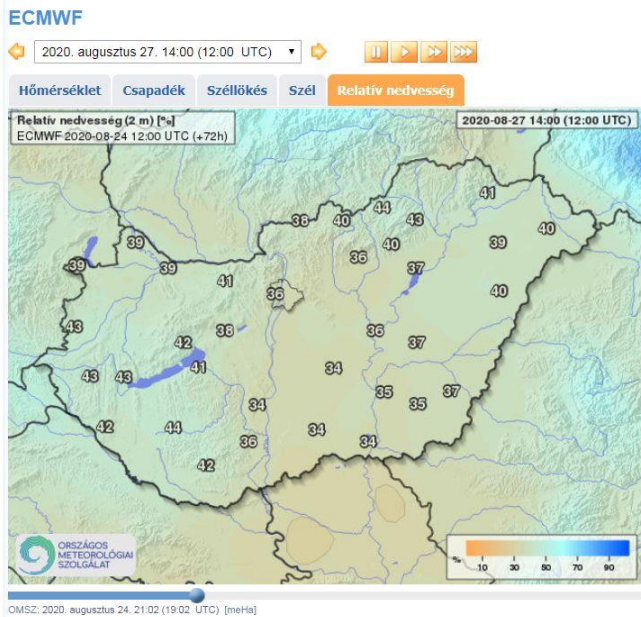 ECMWF
2020. augusztus 27. 14:00 (12:00 UTC)
Hőmérséklet Csapadék Széllökés Szél Relatív nedvesség
Relatív nedvesség (2 m) [%]
ECMWF 2020-08-24 12:00 UTC (+72h)
2020-08-27 14:00 (12:00 UTC)
41
44
38 40 43
40
39 40 39
36
39 39 37
41
36 40
43 38 36
42 37
41 34
43 43
35 37
34 35
42 44 34
36 34
42
ORSZÁGOS
METEOROLÓGIAI
SZOLGÁLAT
% 10 30 50 70 90
OMSZ: 2020. augusztus 24. 21:02 (19:02 UTC) [meHa]